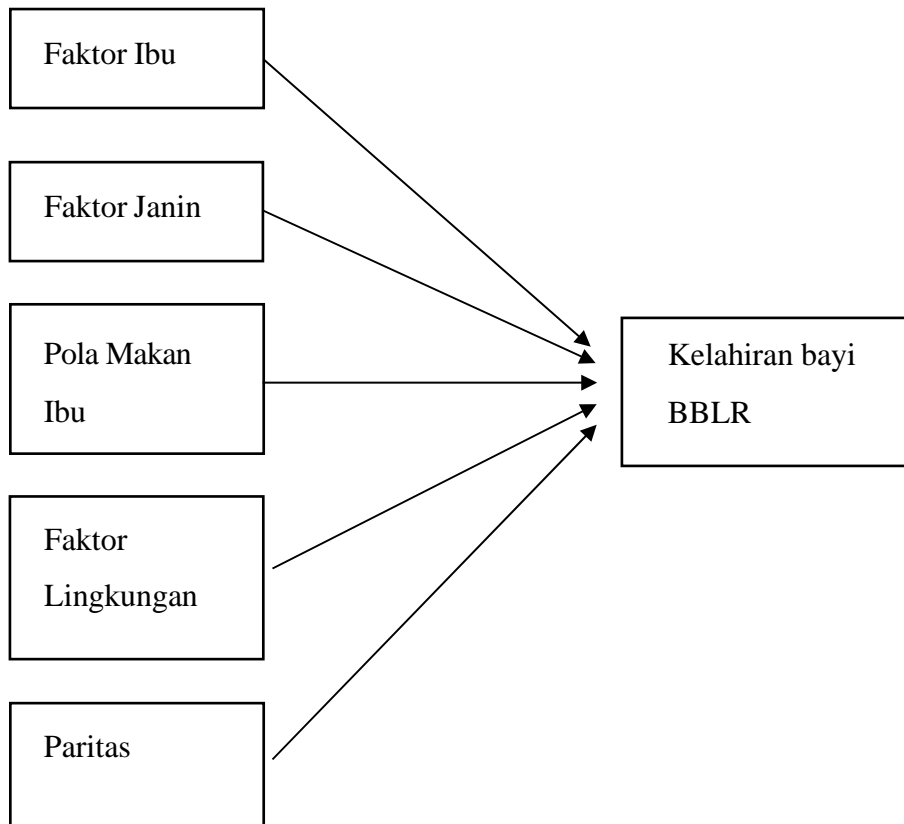 Faktor Ibu
Faktor Janin
Pola Makan
Ibu
Kelahiran bayi
BBLR
Faktor
Lingkungan
Paritas